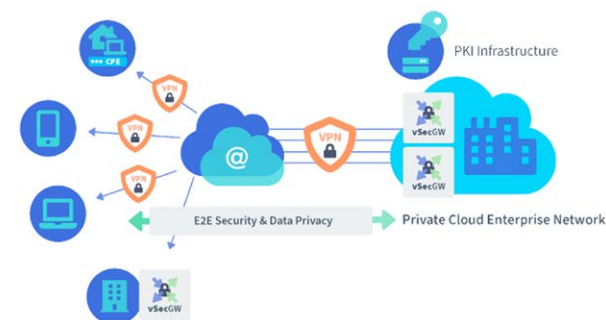 PKI Infrastructure
CPE
VPN
VPN
VPN
VPN
@
vSecGW
vSecGW
E2E Security & Data Privacy
Private Cloud Enterprise Network
vSecGW